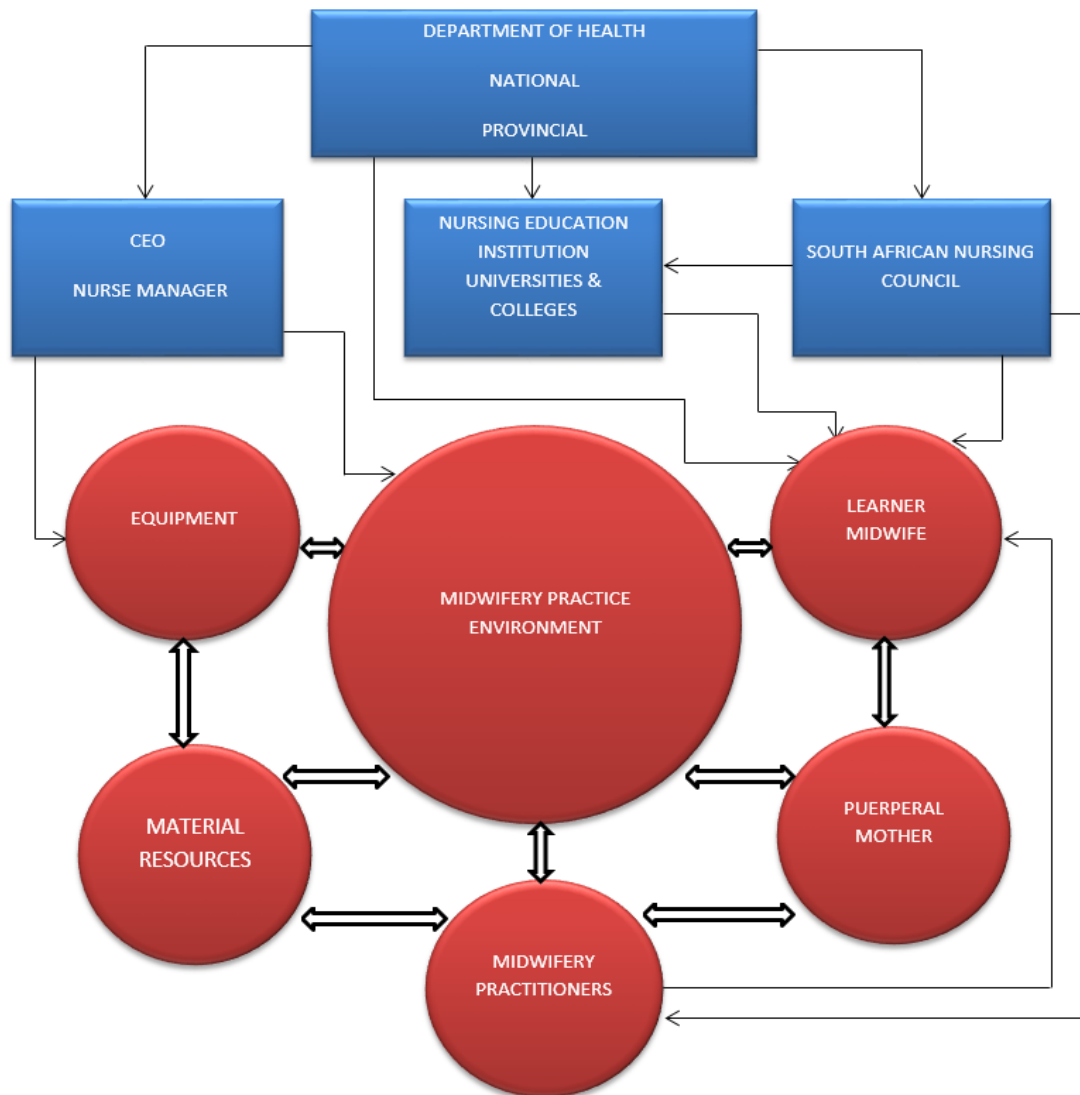 DEPARTMENT OF HEALTH
NATIONAL
PROVINCIAL
CEO
NURSE MANAGER
NURSING EDUCATION
INSTITUTION
UNIVERSITIES &
COLLEGES
SOUTH AFRICAN NURSING
COUNCIL
EQUIPMENT
MIDWIFERY PRACTICE
ENVIRONMENT
LEARNER
MIDWIFE
MATERIAL
RESOURCES
PUERPERAL
MOTHER
MIDWIFERY
PRACTITIONERS